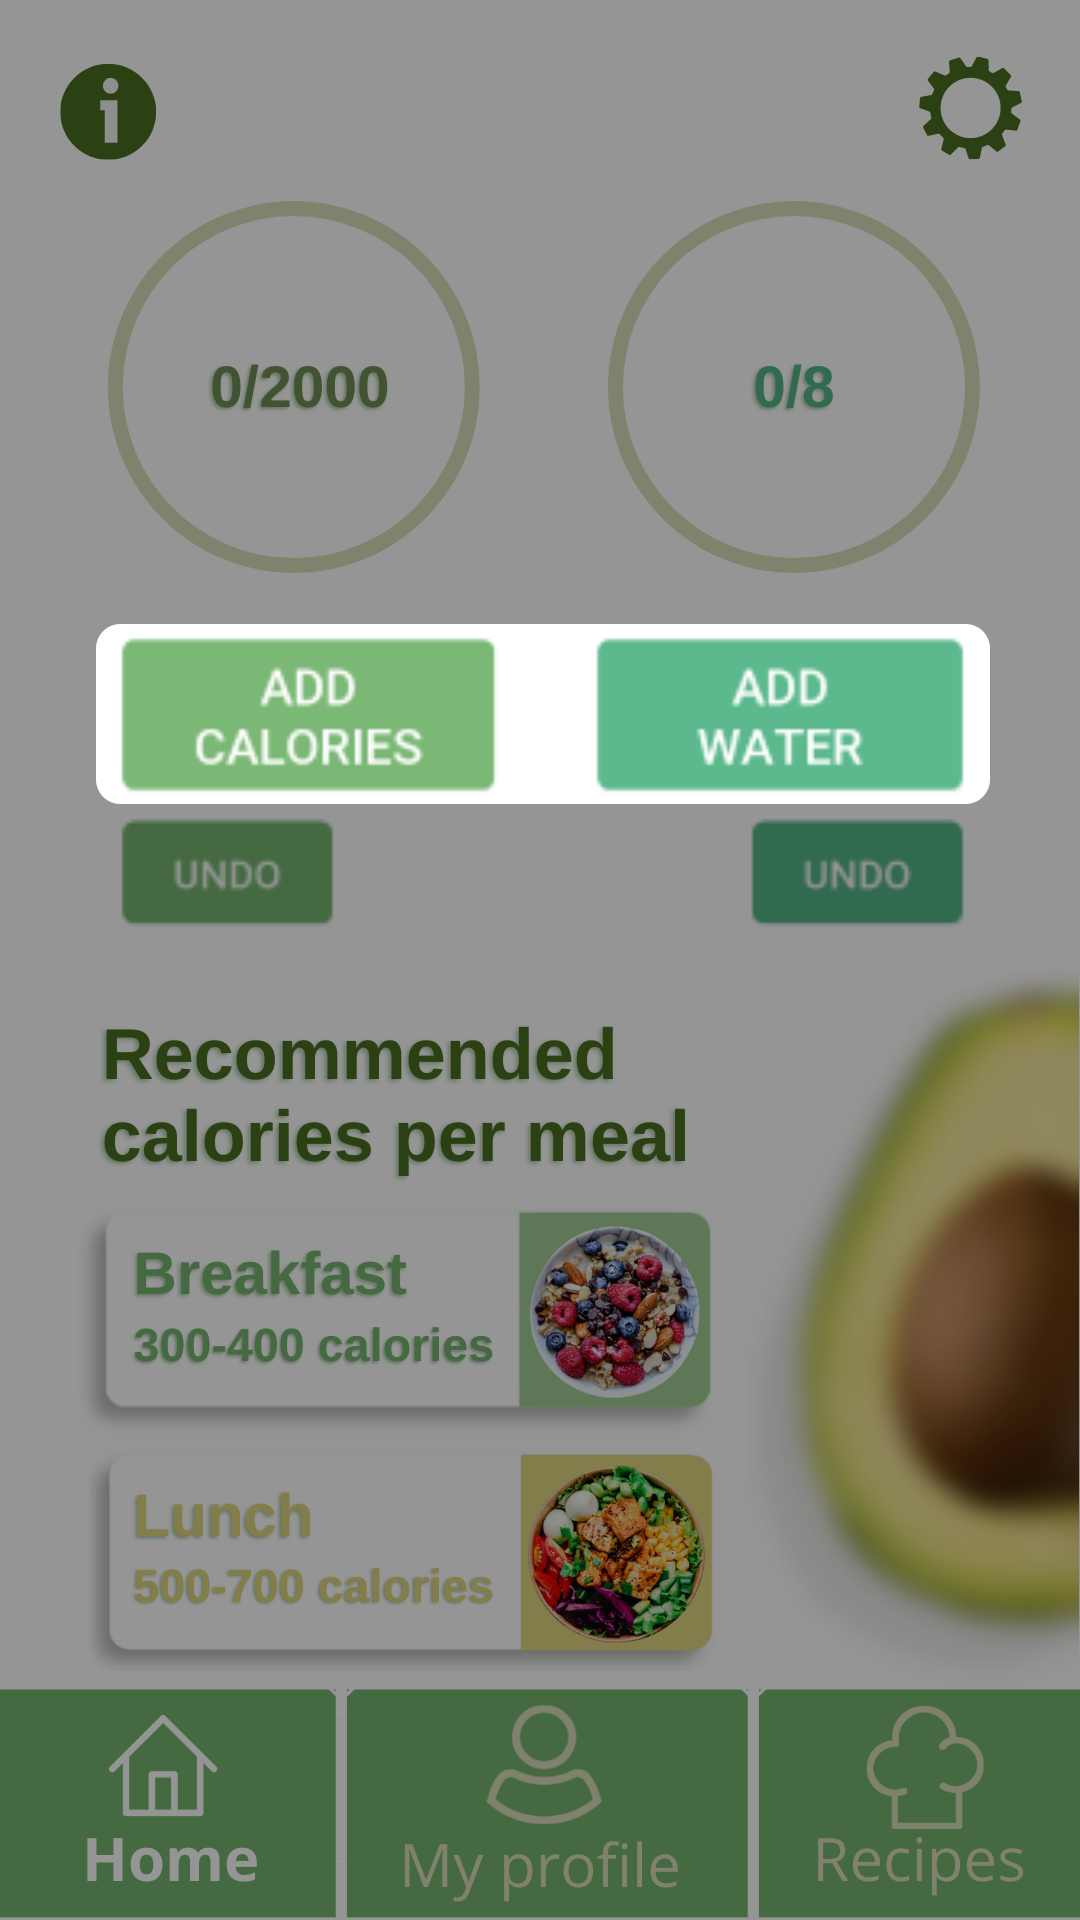 i
0/2000
0/8
ADD
CALORIES
ADD
WATER
UNDO
UNDO
Recommended
calories per meal
Breakfast
300-400 calories
Lunch
500-700 calories
Home
My profile
Recipes